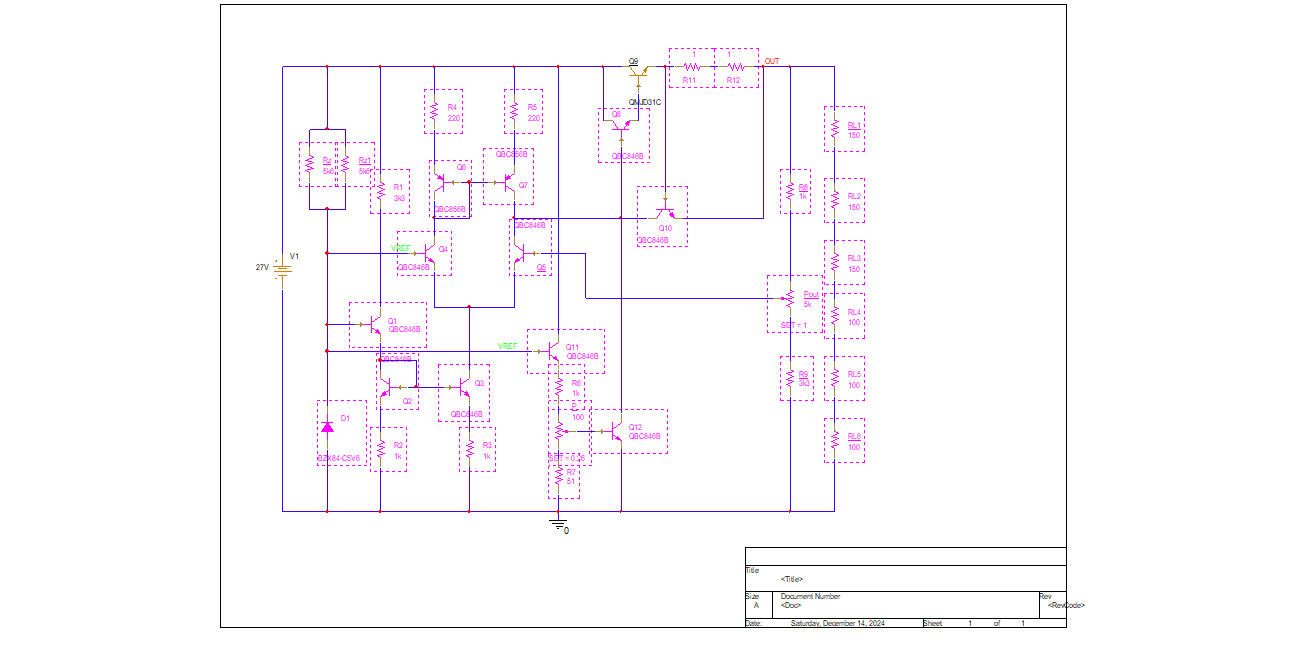 Q9
1
1
OUT
R11
R12
QMJD31C
R4
220
R5
220
Q8
RL1
150
QBC846B
QBC856B
Rz
5k6
Rz1
5k6
R1
3k3
Q6
Q7
QBC856B
R8
1k
RL2
150
QBC846B
Q10
QBC846B
VREF
Q4
QBC846B
Q5
V1
27V
RL3
150
Pout
5k
SET = 1
RL4
100
Q1
QBC846B
VREF
Q11
QBC846B
QBC846B
Q2
Q3
QBC846B
R6
1k
R9
3k3
RL5
100
100
D1
BZX84-C5V6
R2
1k
R3
1k
SET = 0.26
Q12
QBC846B
RL6
100
R7
51
0
Title
<Title>
Size
A
Document Number
<Doc>
Rev
<RevCode>
Date:
Saturday, December 14, 2024
Sheet
1
of
1